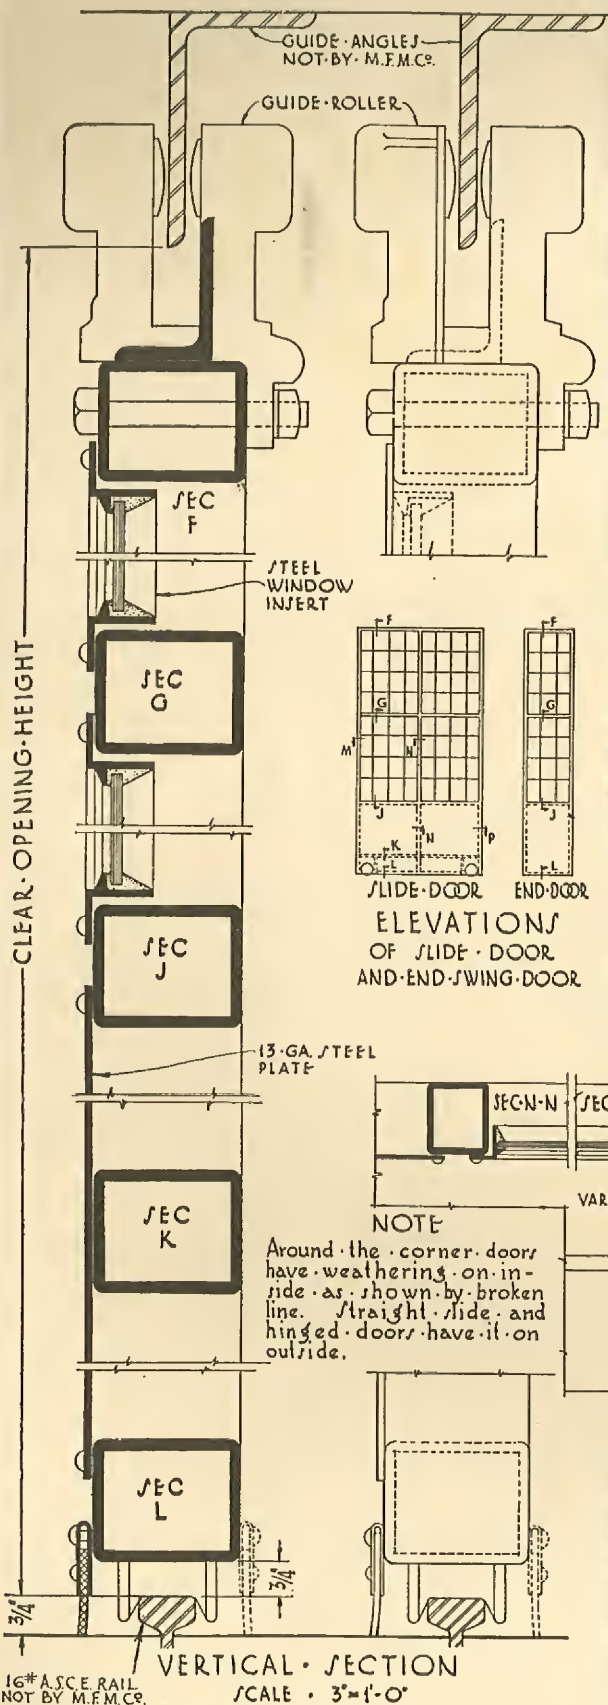 GUIDE·ANGLES
NOT·BY·M.F.M.Co.
GUIDE·ROLLER
SEC
F
STEEL
WINDOW
INSERT
SEC
G
CLEAR·OPENING·HEIGHT
F
F
G
G
M
N
J
J
K
N
P
L
L
SLIDE·DOOR
END·DOOR
ELEVATIONS
OF SLIDE·DOOR
AND·END·SWING·DOOR
SEC
J
13·GA. STEEL
PLATE
SEC·N-N
SEC
VAR
SEC
K
NOTE
Around·the·corner·doors
have·weathering·on·in-
side·as·shown·by·broken
line. Straight·slide·and
hinged·doors·have·it·on
outside.
SEC
L
3/4"
3/4"
16# A.S.C.E. RAIL
NOT BY M.F.M.Co.
VERTICAL·SECTION
SCALE·3"=1'-0"